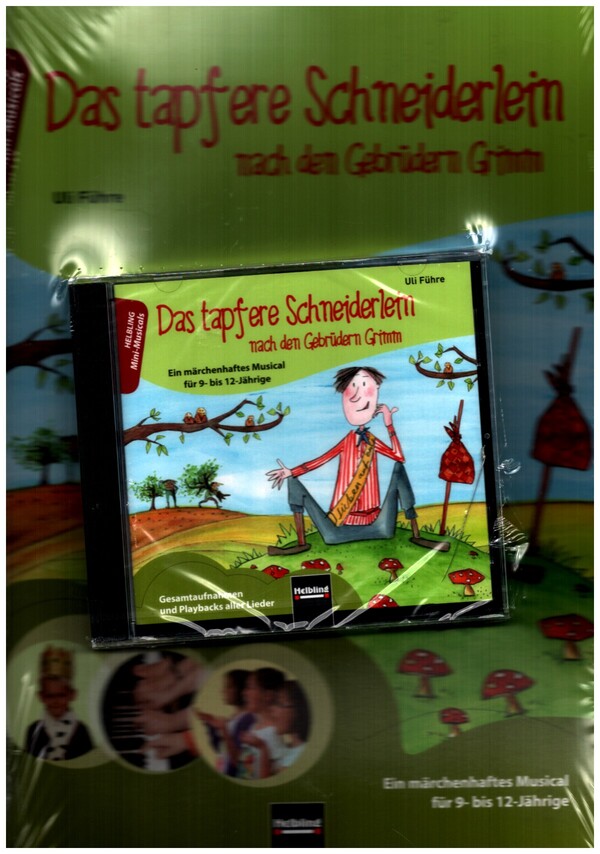 Das tapfere Schneiderlein
nach den Gebrüdern Grimm
Uli Führe
Uli Führe
HELBLING
Mini-Musicals
Das tapfere Schneiderlein
nach den Gebrüdern Grimm
Ein märchenhaftes Musical
für 9- bis 12-Jährige
Gesamtaufnahmen
und Playbacks aller Lieder
Helbling
Ein märchenhaftes Musical
für 9- bis 12-Jährige
Helbling